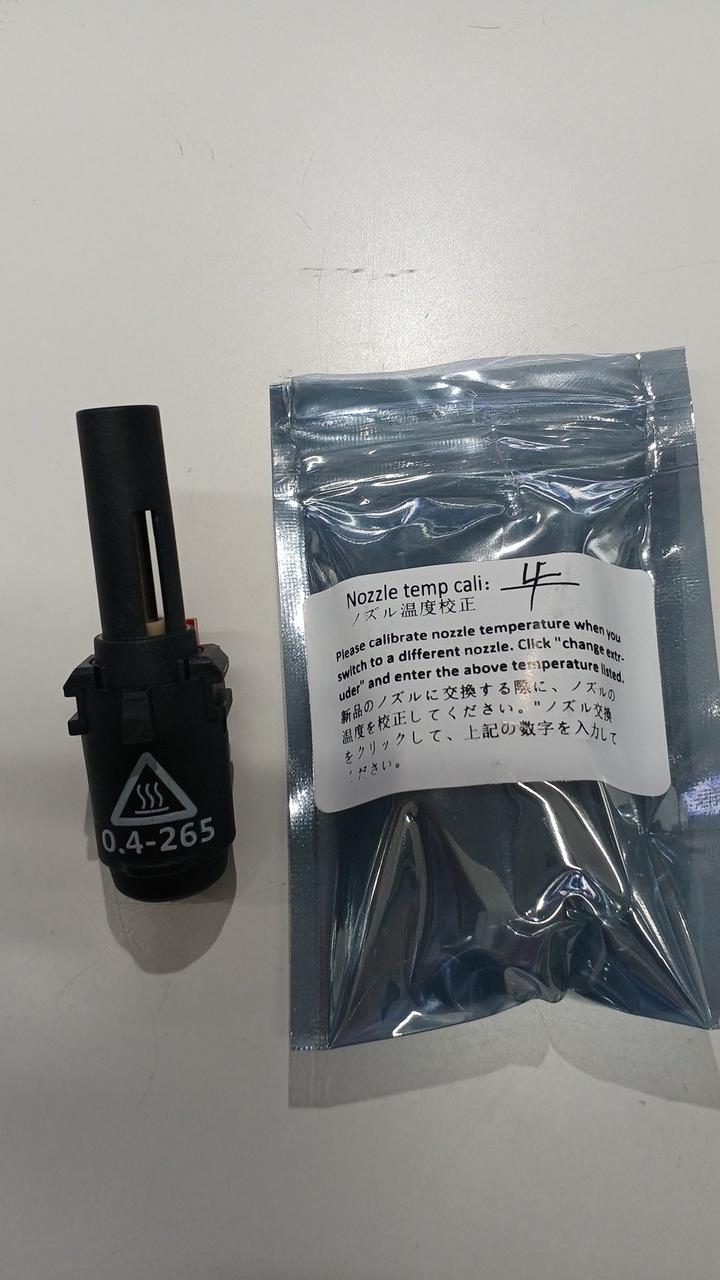 0.4-265
Nozzle temp cali:
ノズル温度校正
Please calibrate nozzle temperature when you
switch to a different nozzle. Click "change extr-
uder" and enter the above temperature listed.
新品のノズルに交換する際に、ノズルの
温度を校正してください。"ノズル交換
をクリックして、上記の数字を入力して
ください。